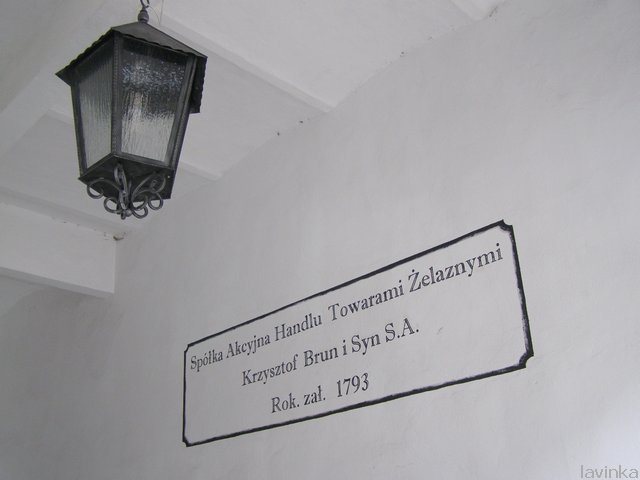 Spółka Akcyjna Handlu Towarami Żelaznymi
Krzysztof Brun i Syn S.A.
Rok. zał. 1793
lavinka